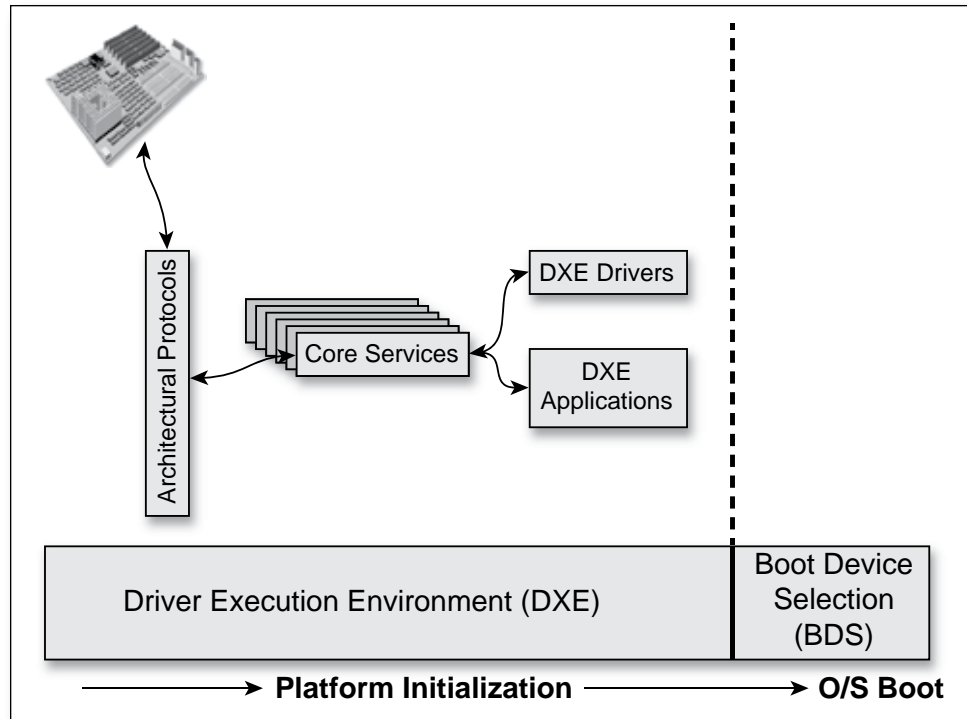 Architectural Protocols
Core Services
DXE Drivers
DXE
Applications
Driver Execution Environment (DXE)
Boot Device
Selection
(BDS)
Platform Initialization
O/S Boot